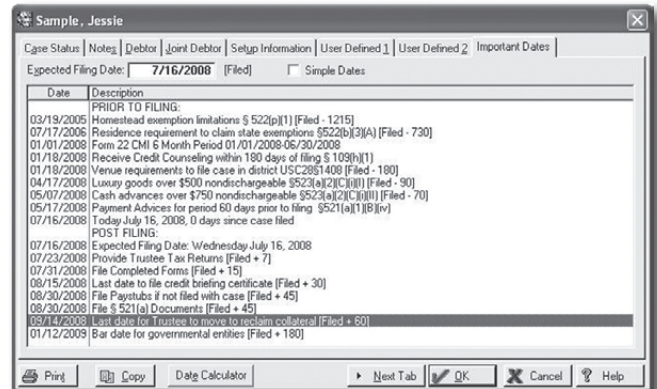 Sample, Jessie
Case Status Notes Debtor Joint Debtor Setup Information User Defined 1 User Defined 2 Important Dates
Expected Filing Date: 7/16/2008 [Filed] Simple Dates
Date Description
PRIOR TO FILING:
03/19/2005 Homestead exemption limitations § 522(p)(1) [Filed - 1215]
07/17/2006 Residence requirement to claim state exemptions §522(b)(3)(A) [Filed - 730]
01/01/2008 Form 22 CMI 6 Month Period 01/01/2008-06/30/2008
01/18/2008 Receive Credit Counseling within 180 days of filing § 109(h)(1)
01/18/2008 Venue requirements to file case in district USC28§1408 [Filed - 180]
04/17/2008 Luxury goods over $500 nondischargeable §523(a)(2)(C)(i)(I) [Filed - 90]
05/07/2008 Cash advances over $750 nondischargeable §523(a)(2)(C)(i)(II) [Filed - 70]
05/17/2008 Payment Advices for period 60 days prior to filing §521(a)(1)(B)(iv)
07/16/2008 Today July 16, 2008, 0 days since case filed
POST FILING:
07/16/2008 Expected Filing Date: Wednesday July 16, 2008
07/23/2008 Provide Trustee Tax Returns [Filed + 7]
07/31/2008 File Completed Forms [Filed + 15]
08/15/2008 Last date to file credit briefing certificate [Filed + 30]
08/30/2008 File Paystubs if not filed with case [Filed + 45]
08/30/2008 File § 521(a) Documents [Filed + 45]
09/14/2008 Last date for Trustee to move to reclaim collateral [Filed + 60]
01/12/2009 Bar date for governmental entities [Filed + 180]
Print Copy Date Calculator Next Tab OK Cancel Help